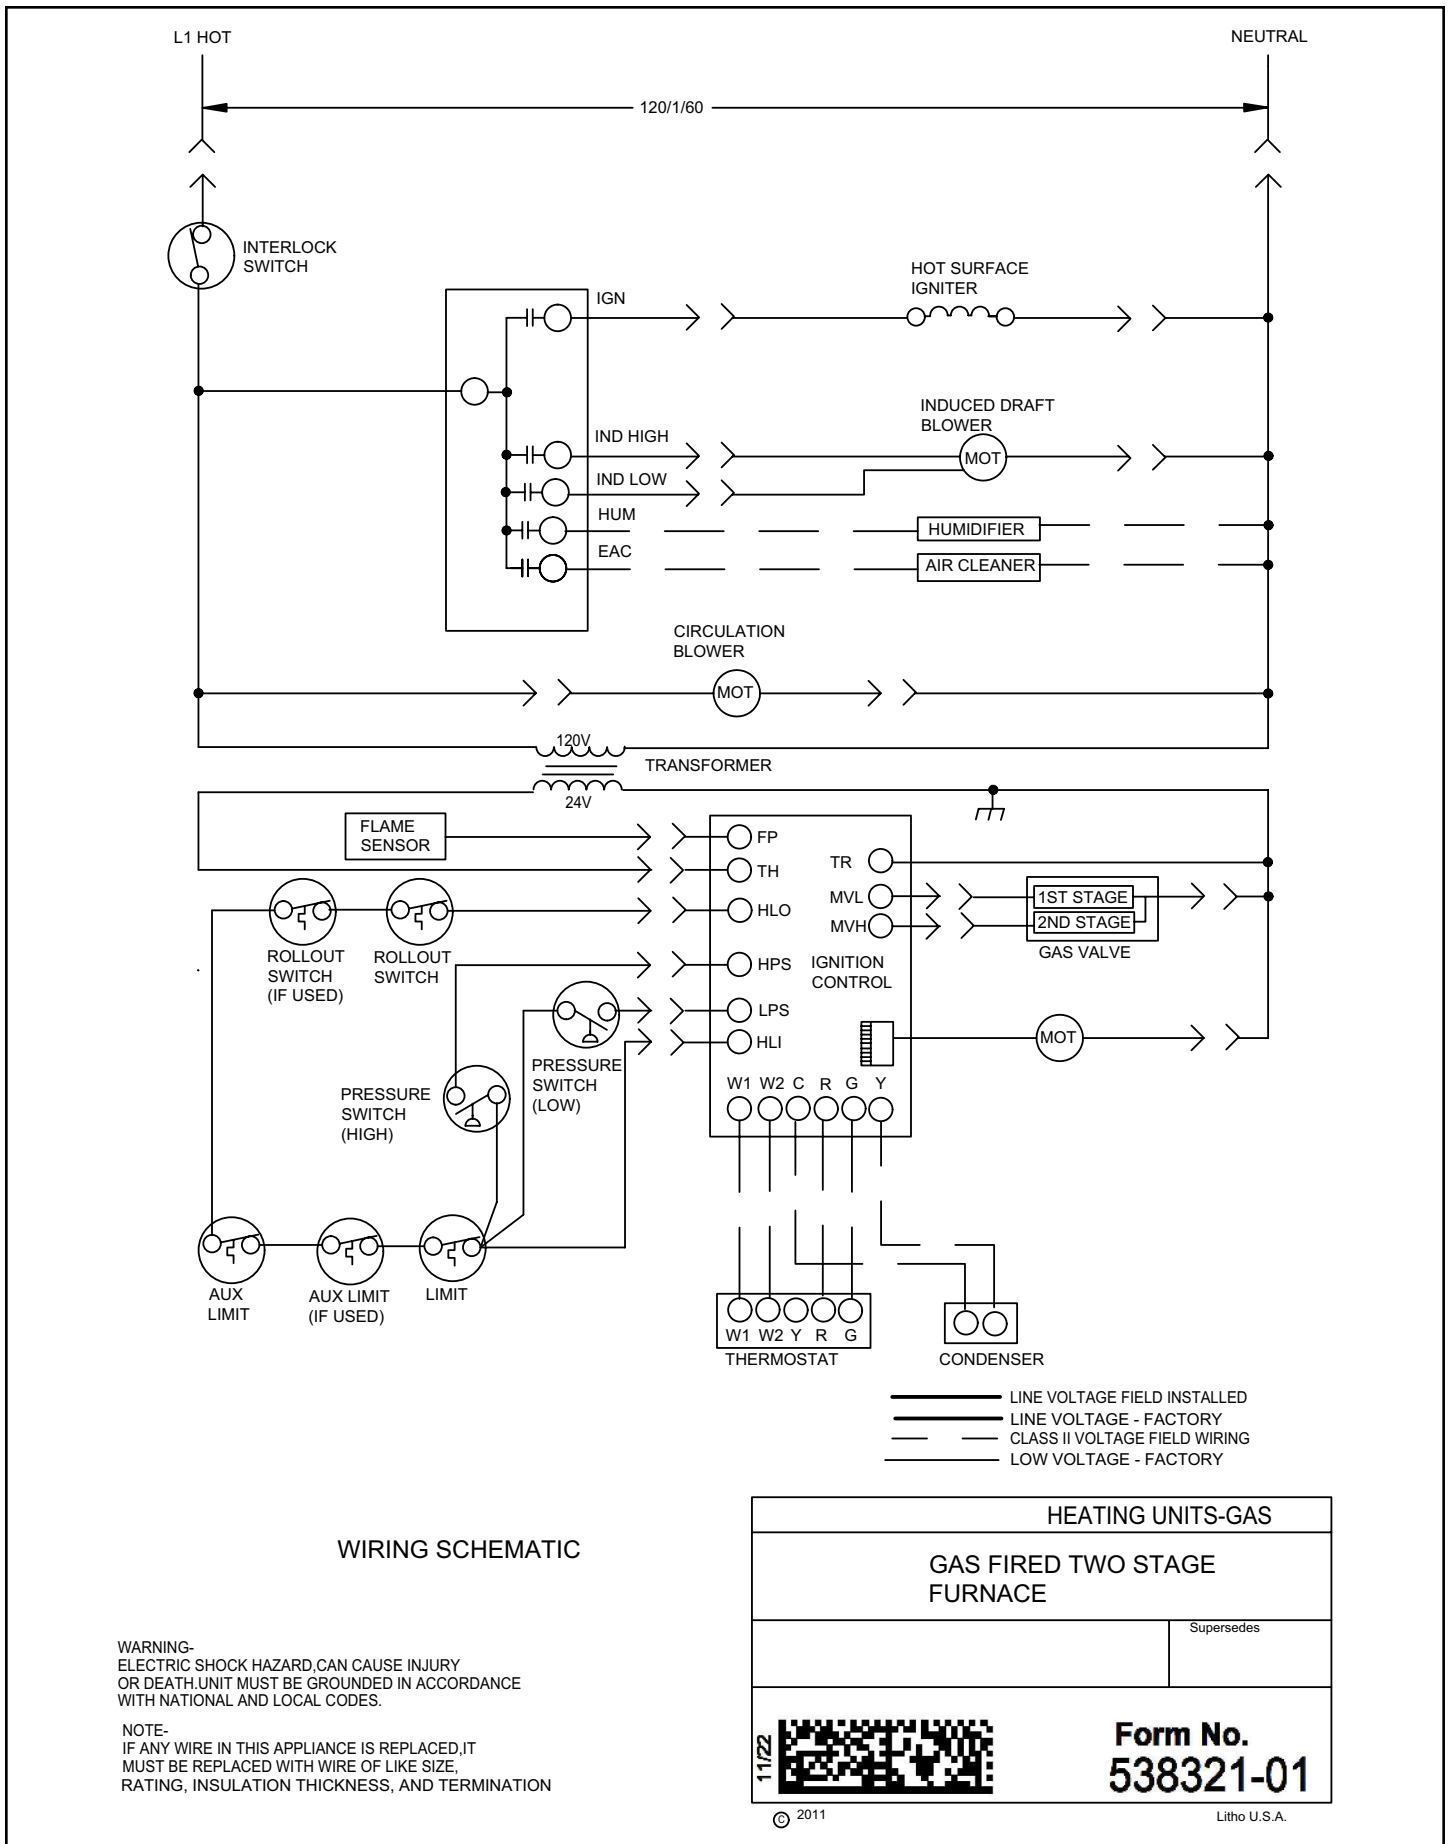 L1 HOT
NEUTRAL
120/1/60
INTERLOCK
SWITCH
IGN
HOT SURFACE
IGNITER
IND HIGH
INDUCED DRAFT
BLOWER
MOT
IND LOW
HUM
HUMIDIFIER
EAC
AIR CLEANER
CIRCULATION
BLOWER
MOT
120V
TRANSFORMER
24V
FLAME
SENSOR
FP
TH
HLO
HPS
LPS
HLI
TR
MVL
MVH
IGNITION
CONTROL
1ST STAGE
2ND STAGE
GAS VALVE
MOT
ROLLOUT
SWITCH
(IF USED)
ROLLOUT
SWITCH
PRESSURE
SWITCH
(LOW)
PRESSURE
SWITCH
(HIGH)
W1 W2 C R G Y
AUX
LIMIT
AUX LIMIT
(IF USED)
LIMIT
W1 W2 Y R G
THERMOSTAT
CONDENSER
LINE VOLTAGE FIELD INSTALLED
LINE VOLTAGE - FACTORY
CLASS II VOLTAGE FIELD WIRING
LOW VOLTAGE - FACTORY
WIRING SCHEMATIC
HEATING UNITS-GAS
GAS FIRED TWO STAGE
FURNACE
Supersedes
WARNING-
ELECTRIC SHOCK HAZARD,CAN CAUSE INJURY
OR DEATH.UNIT MUST BE GROUNDED IN ACCORDANCE
WITH NATIONAL AND LOCAL CODES.
NOTE-
IF ANY WIRE IN THIS APPLIANCE IS REPLACED,IT
MUST BE REPLACED WITH WIRE OF LIKE SIZE,
RATING, INSULATION THICKNESS, AND TERMINATION
11/22
Form No.
538321-01
© 2011
Litho U.S.A.